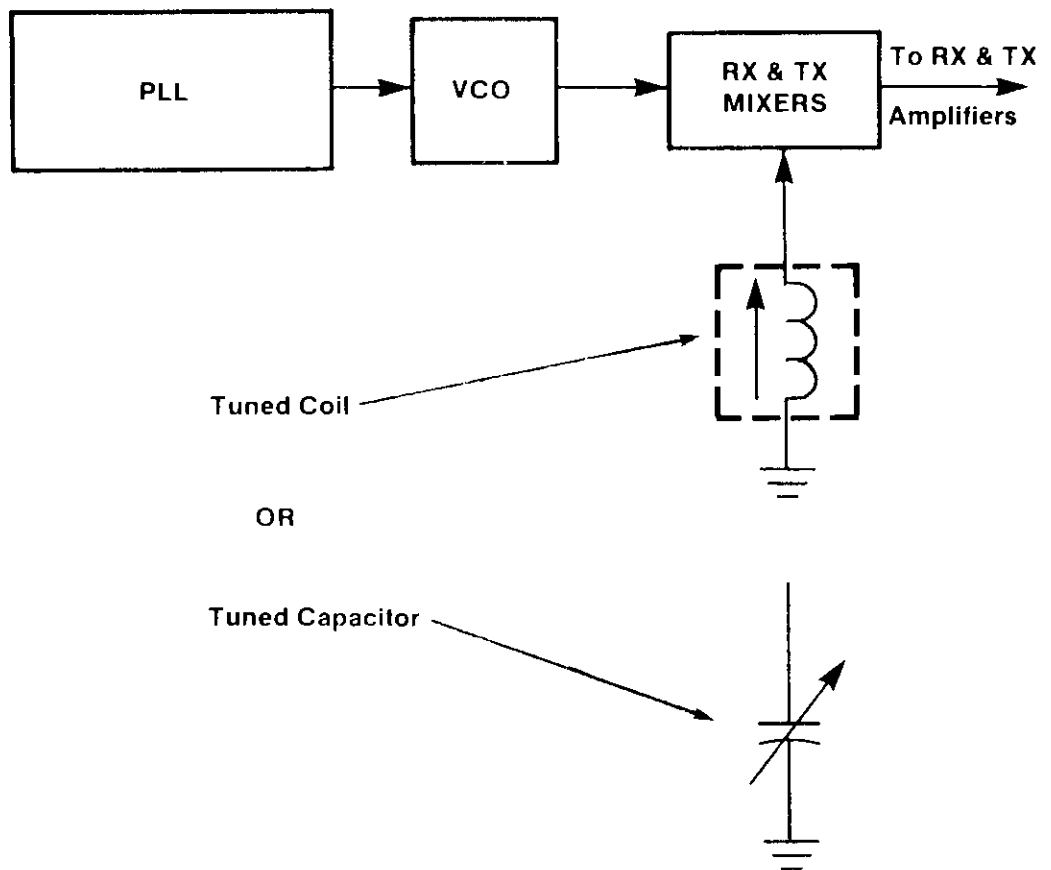 PLL
VCO
RX & TX
MIXERS
To RX & TX
Amplifiers
Tuned Coil
OR
Tuned Capacitor